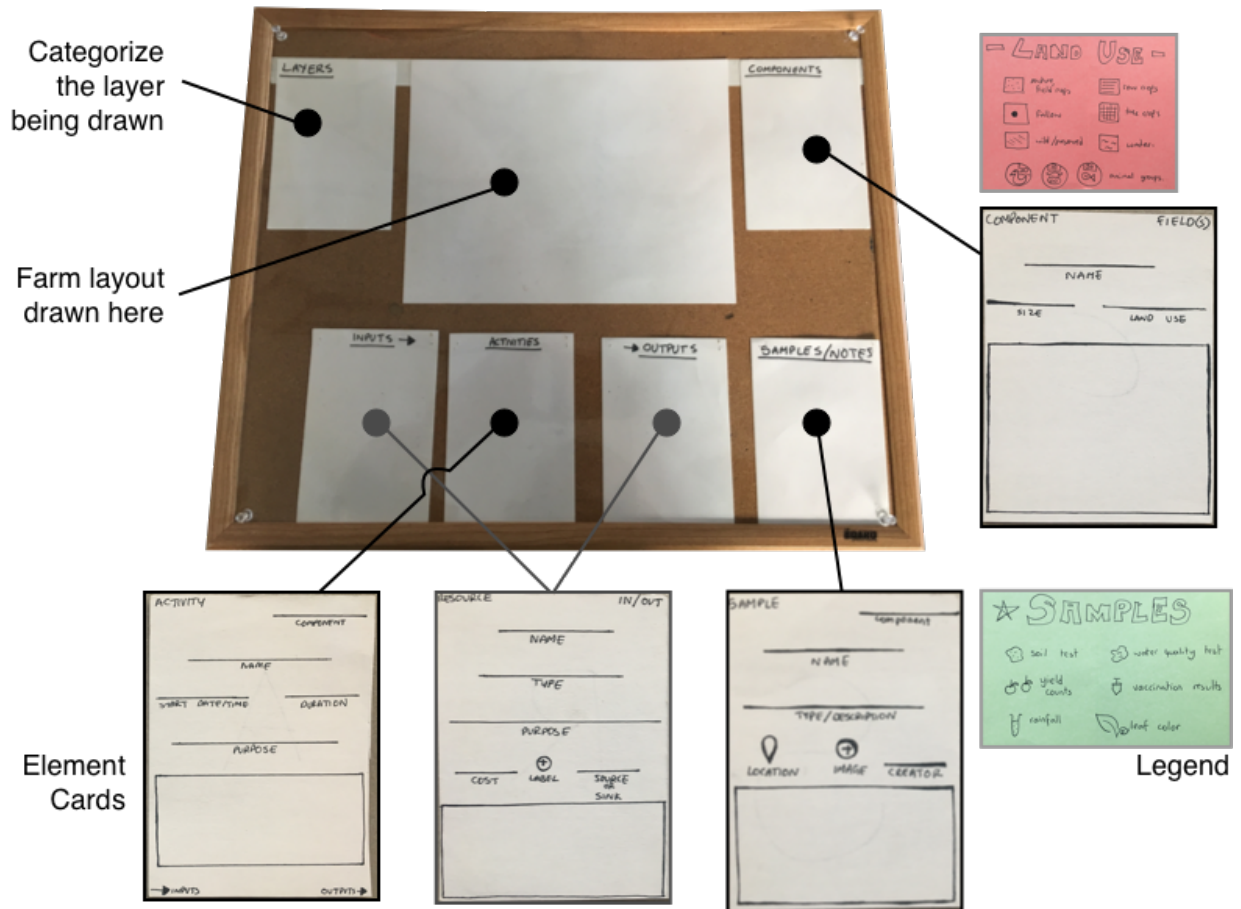 Categorize
the layer
being drawn
Farm layout
drawn here
LAYERS
COMPONENTS
INPUTS →
ACTIVITIES
→ OUTPUTS
SAMPLES/NOTES
- LAND USE -
row crops
fallow
tree crops
wild/preserved
animal groups
COMPONENT FIELD(S)
NAME
SIZE LAND USE
Element
Cards
ACTIVITY
COMPONENT
NAME
START DATE/TIME DURATION
PURPOSE
→INPUTS OUTPUTS→
RESOURCE IN/OUT
NAME
TYPE
PURPOSE
COST LABEL SOURCE
OR
SINK
SAMPLE
Component
NAME
TYPE/DESCRIPTION
LOCATION IMAGE CREATOR
☆ SAMPLES
soil test water quality test
yield
counts vaccination results
rainfall leaf color
Legend